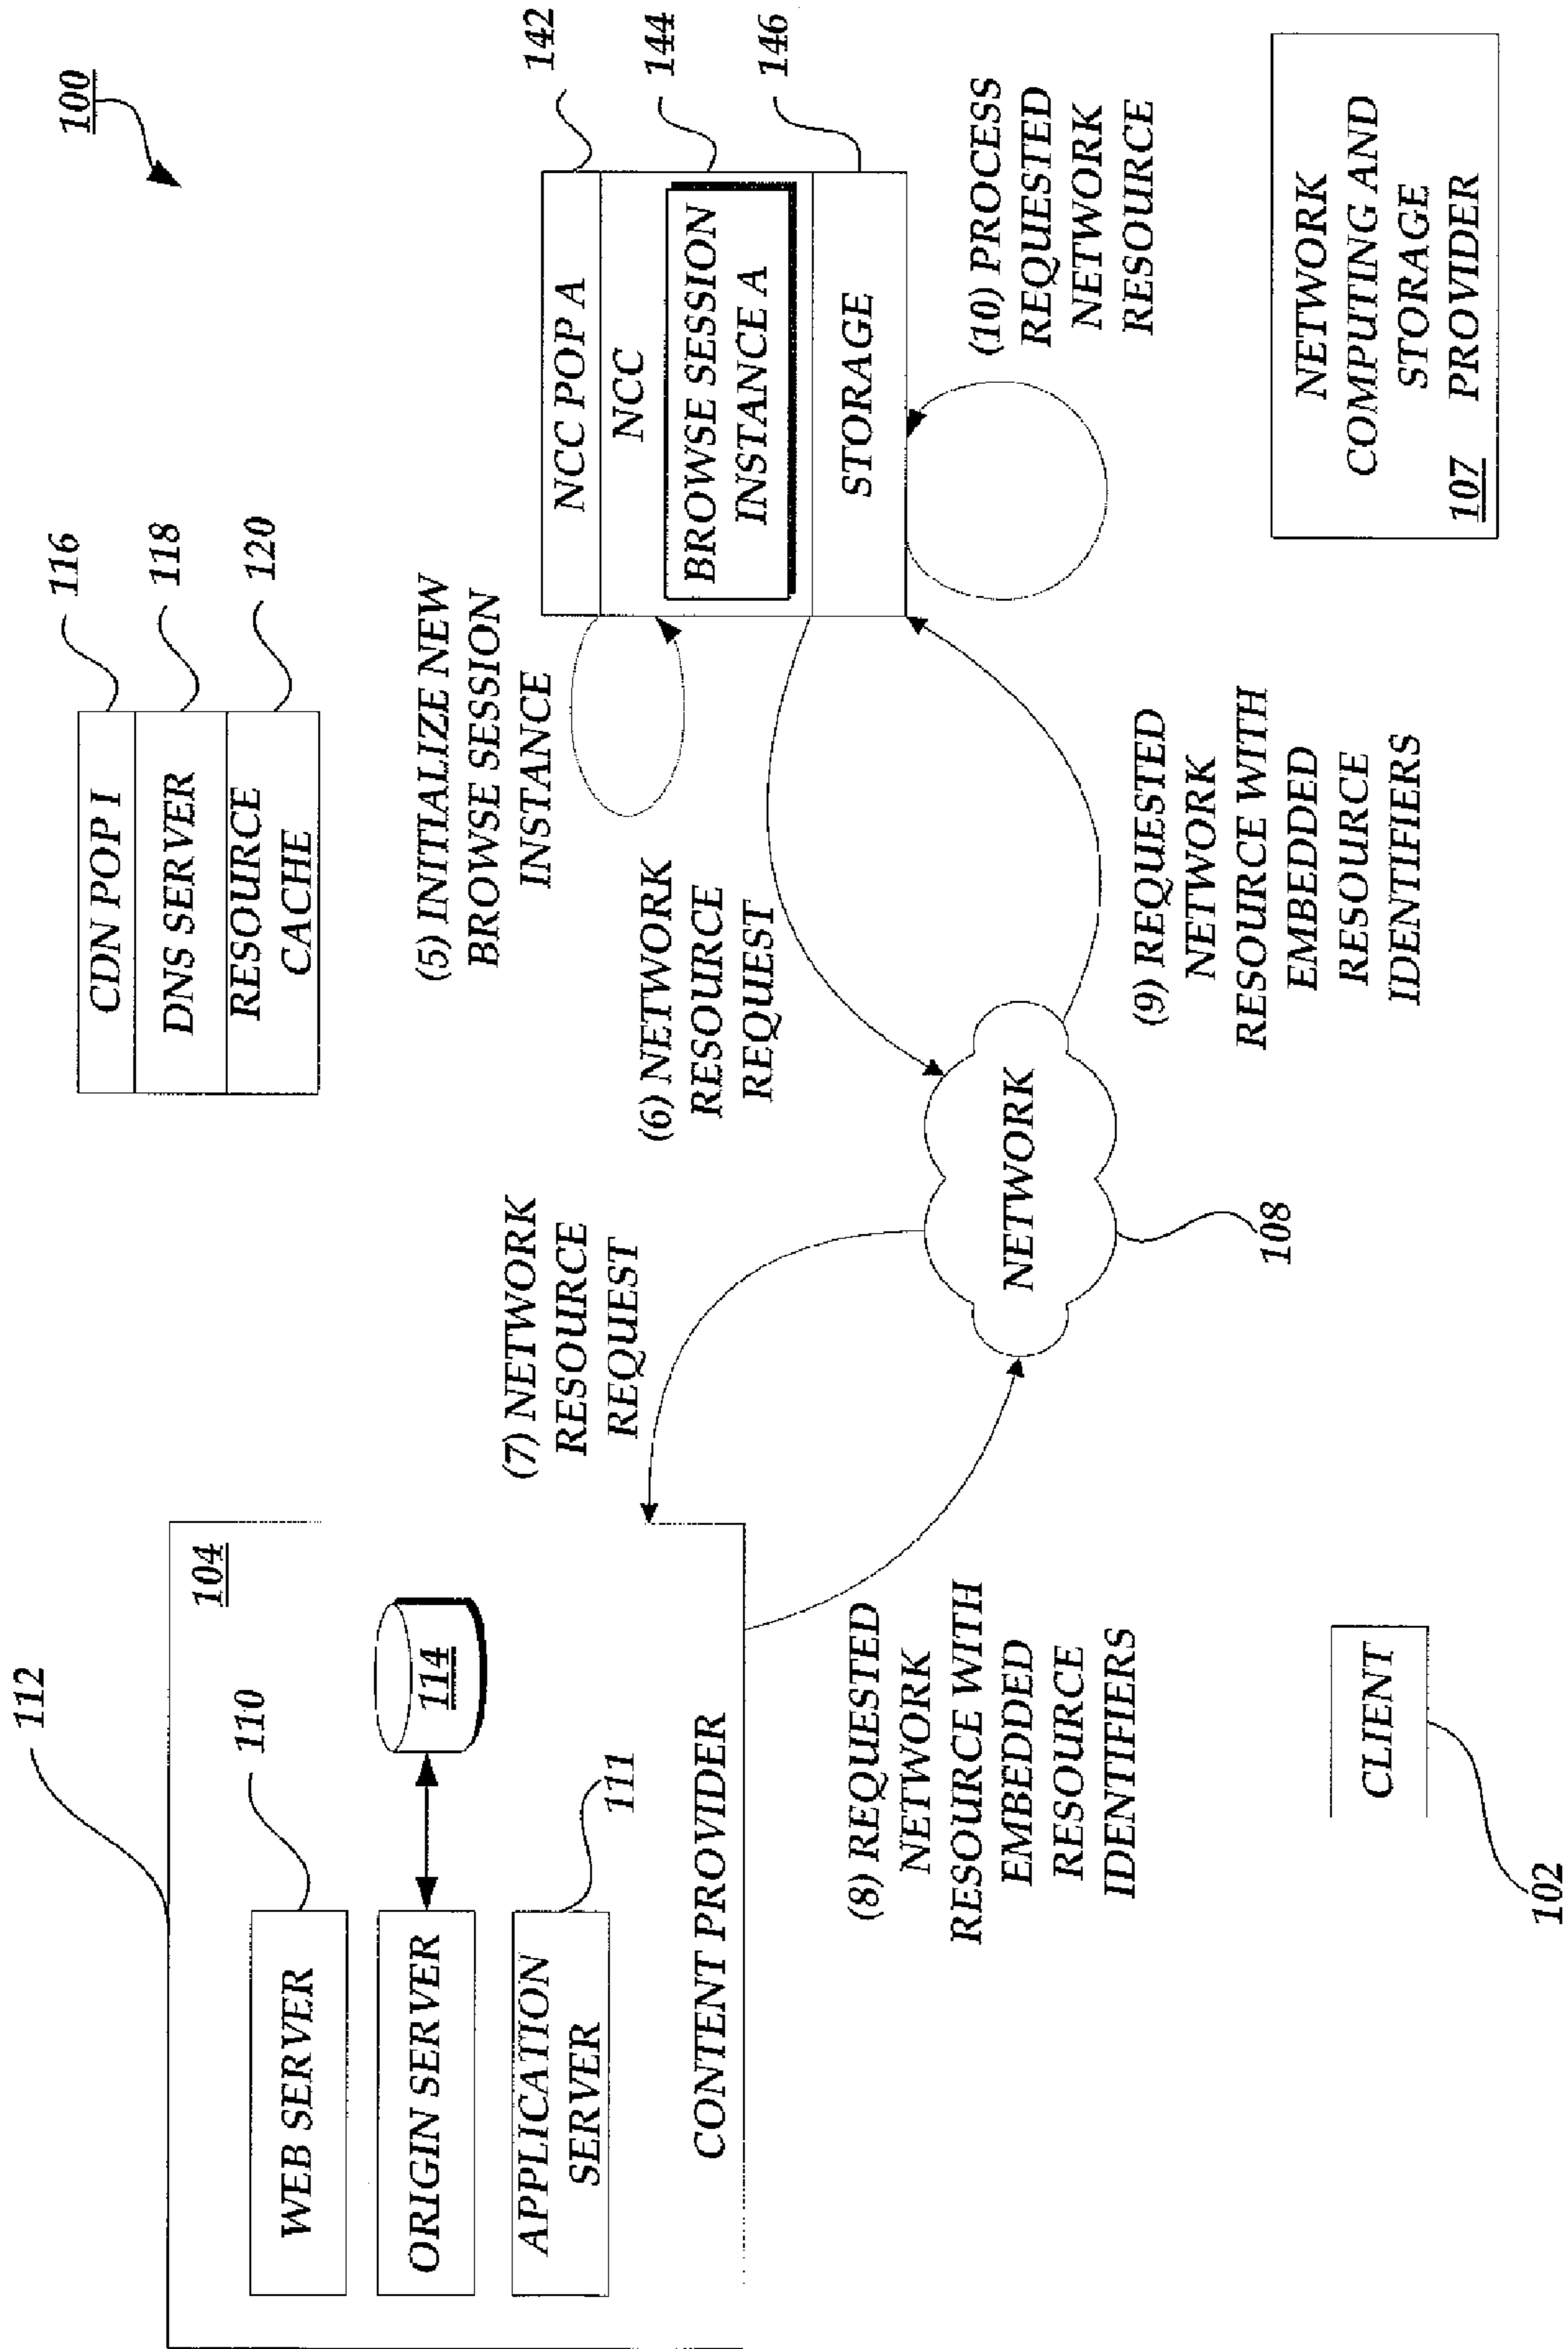 100
112
104
110
WEB SERVER
ORIGIN SERVER
114
APPLICATION
SERVER
111
CONTENT PROVIDER
CDN POP I
DNS SERVER
RESOURCE
CACHE
116
118
120
(5) INITIALIZE NEW
BROWSE SESSION
INSTANCE
(6) NETWORK
RESOURCE
REQUEST
(7) NETWORK
RESOURCE
REQUEST
NCC POP A
NCC
BROWSE SESSION
INSTANCE A
STORAGE
142
144
146
(8) REQUESTED
NETWORK
RESOURCE WITH
EMBEDDED
RESOURCE
IDENTIFIERS
NETWORK
108
(9) REQUESTED
NETWORK
RESOURCE WITH
EMBEDDED
RESOURCE
IDENTIFIERS
(10) PROCESS
REQUESTED
NETWORK
RESOURCE
CLIENT
102
NETWORK
COMPUTING AND
STORAGE
107 PROVIDER